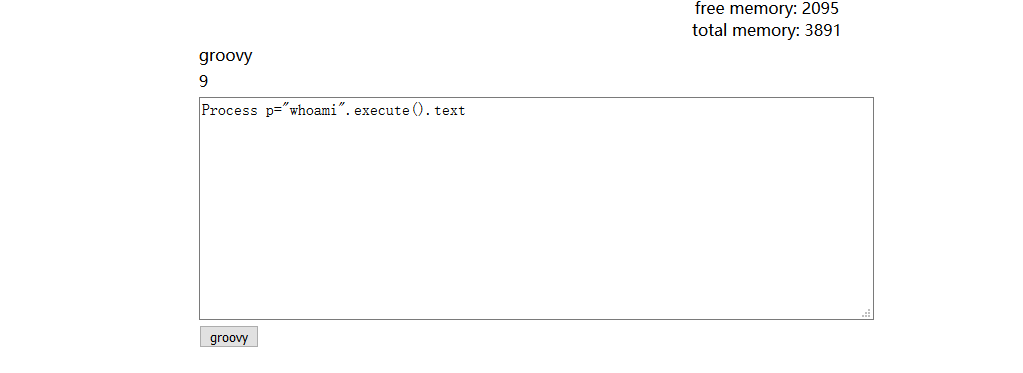 free memory: 2095
total memory: 3891
groovy
9
Process p="whoami".execute().text
groovy